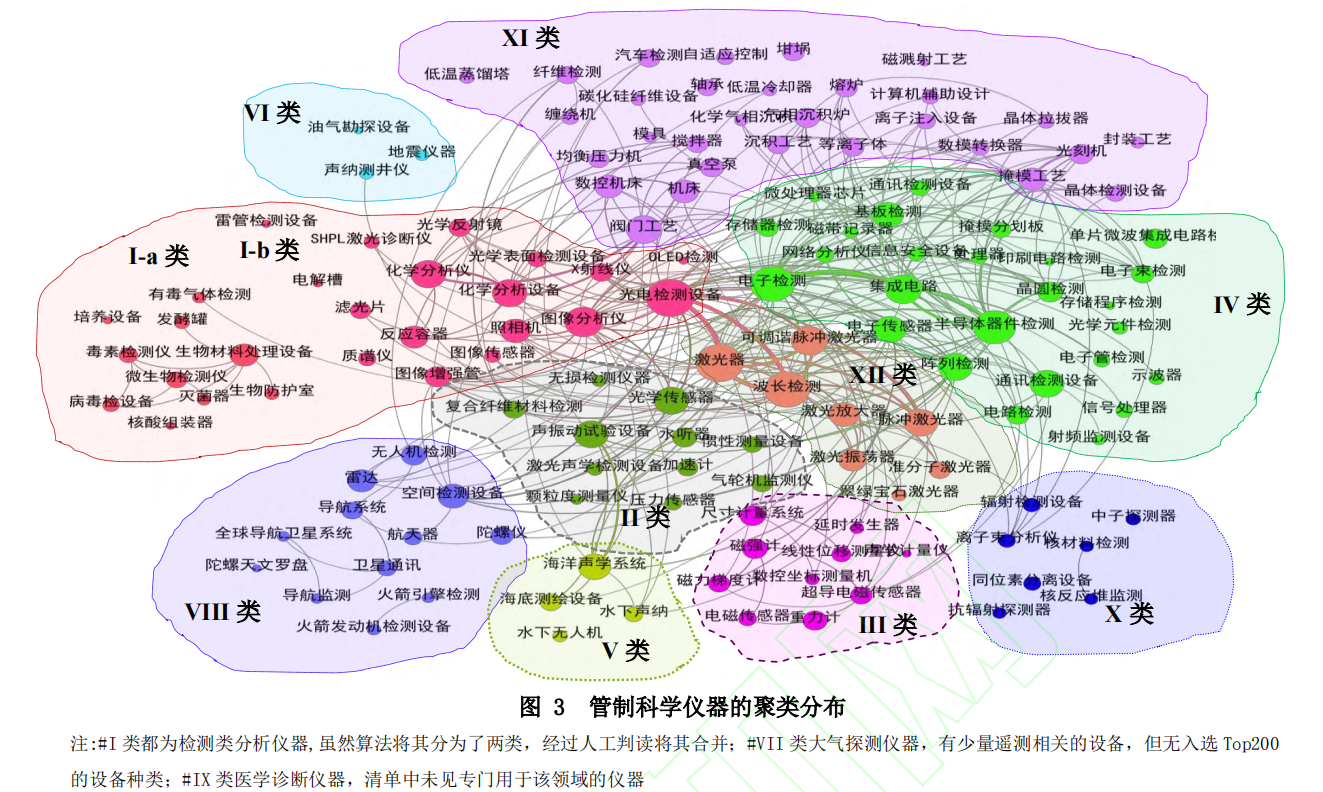 XI 类
汽车检测
自适应控制
坩埚
磁溅射工艺
低温蒸馏塔
纤维检测
轴承
低温冷却器
熔炉
碳化硅纤维设备
计算机辅助设计
缠绕机
化学气相沉积
气相沉积炉
离子注入设备
晶体拉拔器
模具
搅拌器
沉积工艺
等离子体
数模转换器
封装工艺
光刻机
均衡压力机
真空泵
数控机床
机床
掩模工艺
晶体检测设备
阀门工艺
VI 类
油气勘探设备
地震仪器
声纳测井仪
I-a 类
I-b 类
雷管检测设备
光学反射镜
SHPL激光诊断仪
光学表面检测设备
OLED检测
化学分析仪
X射线仪
电解槽
化学分析设备
光电检测设备
有毒气体检测
滤光片
培养设备
发酵罐
反应容器
照相机
图像分析仪
毒素检测仪
生物材料处理设备
质谱仪
图像传感器
微生物检测仪
图像增强管
灭菌器
生物防护室
病毒检设备
核酸组装器
微处理器芯片
通讯检测设备
基板检测
存储器检测
磁带记录器
掩模分划板
单片微波集成电路检
网络分析仪
信息安全设备
处理器
印刷电路检测
电子束检测
电子检测
集成电路
晶圆检测
存储程序检测
IV 类
电子传感器
半导体器件检测
光学元件检测
阵列检测
电子管检测
通讯检测设备
示波器
电路检测
信号处理器
射频监测设备
可调谐脉冲激光器
激光器
XII 类
波长检测
激光放大器
脉冲激光器
激光振荡器
准分子激光器
翠绿宝石激光器
无损检测仪器
光学传感器
复合纤维材料检测
声振动试验设备
水听器
惯性测量设备
激光声学检测设备
加速计
气轮机监测仪
颗粒度测量仪
压力传感器
II 类
无人机检测
雷达
空间检测设备
导航系统
全球导航卫星系统
航天器
陀螺仪
陀螺天文罗盘
卫星通讯
导航监测
火箭引擎检测
VIII 类
火箭发动机检测设备
海洋声学系统
海底测绘设备
水下声纳
水下无人机
V 类
尺寸计量系统
延时发生器
磁强计
线性位移测
计量仪
磁力梯度计
数控坐标测量机
超导电磁传感器
电磁传感器
重力计
III 类
辐射检测设备
中子探测器
离子束分析仪
核材料检测
同位素分离设备
核反应堆监测
抗辐射探测器
X 类
图 3 管制科学仪器的聚类分布
注:#I 类都为检测类分析仪器,虽然算法将其分为了两类，经过人工判读将其合并；#VII 类大气探测仪器，有少量遥测相关的设备，但无入选 Top200
的设备种类；#IX 类医学诊断仪器，清单中未见专门用于该领域的仪器